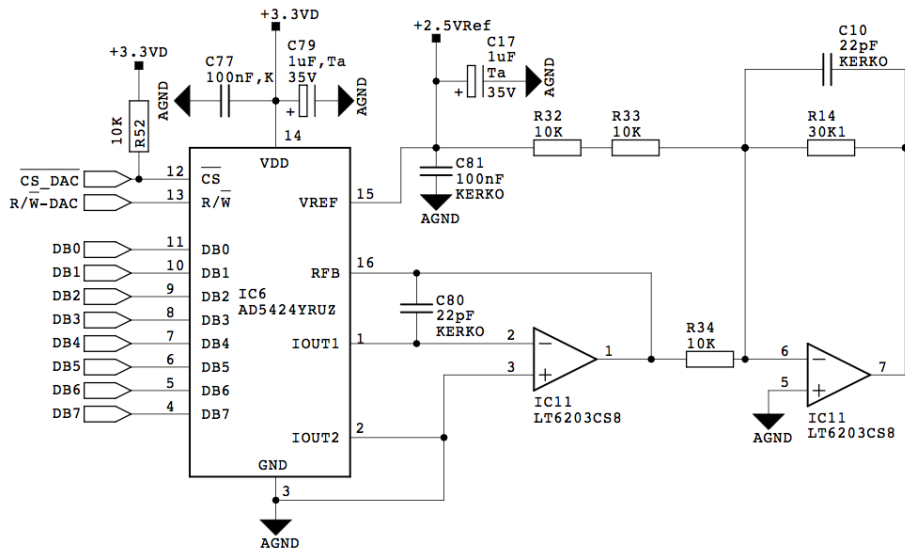 +3.3VD
+2.5VRef
C10
22pF
KERKO
+3.3VD
C77
100nF,K
C79
1uF,Ta
35V
+
AGND
AGND
C17
1uF
Ta
35V
+
AGND
10K
R52
14
VDD
R32
10K
R33
10K
R14
30K1
C81
100nF
KERKO
AGND
CS_DAC
12
CS
R/W-DAC
13
R/W
VREF
15
DB0
11
DB0
RFB
16
DB1
10
DB1
DB2
9
DB2
IC6
AD5424YRUZ
C80
22pF
KERKO
DB3
8
DB3
DB4
7
DB4
IOUT1
1
2
3
−
+
1
IC11
LT6203CS8
R34
10K
6
5
−
+
7
IC11
LT6203CS8
AGND
DB5
6
DB5
DB6
5
DB6
DB7
4
DB7
IOUT2
2
GND
3
AGND